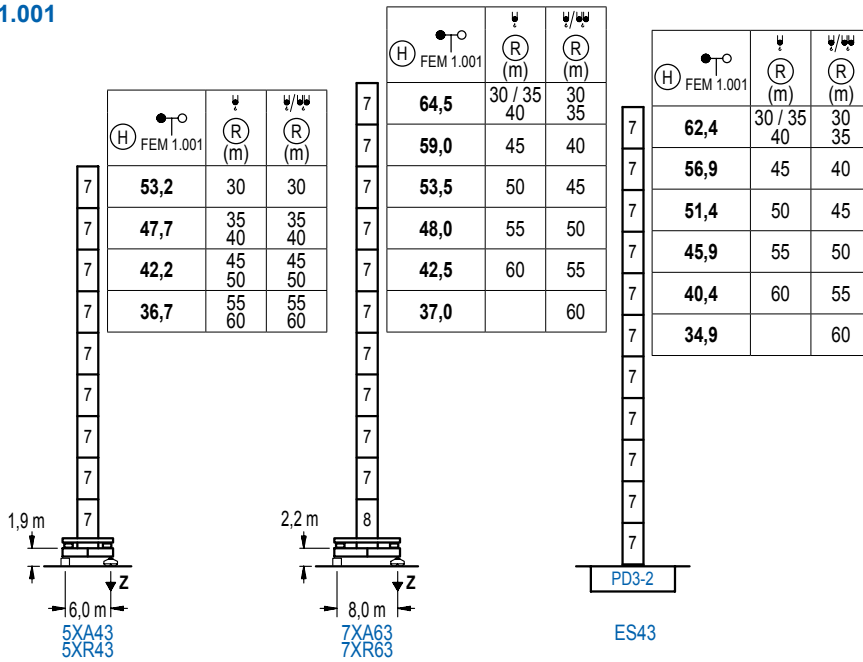 1.001
H FEM 1.001 R (m) R (m)
53,2 30 30
47,7 35 40 35 40
42,2 45 50 45 50
36,7 55 60 55 60
7
7
7
7
7
7
7
7
7
1,9 m
Z
6,0 m
5XA43
5XR43
H FEM 1.001 R (m) R (m)
64,5 30 / 35 40 30 35
59,0 45 40
53,5 50 45
48,0 55 50
42,5 60 55
37,0 60
7
7
7
7
7
7
7
7
7
7
8
2,2 m
Z
8,0 m
7XA63
7XR63
H FEM 1.001 R (m) R (m)
62,4 30 / 35 40 30 35
56,9 45 40
51,4 50 45
45,9 55 50
40,4 60 55
34,9 60
7
7
7
7
7
7
7
7
7
7
7
PD3-2
ES43